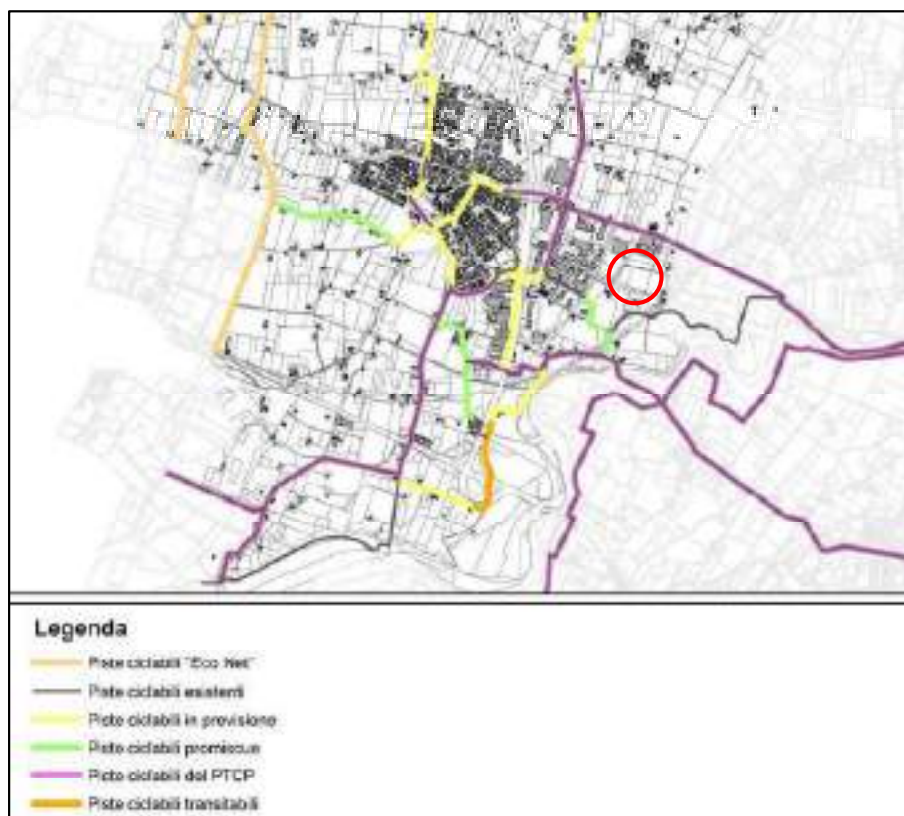 Legenda
Piste ciclabili "Eco Net"
Piste ciclabili esistenti
Piste ciclabili in previsione
Piste ciclabili promiscue
Piste ciclabili del PTCP
Piste ciclabili transitabili